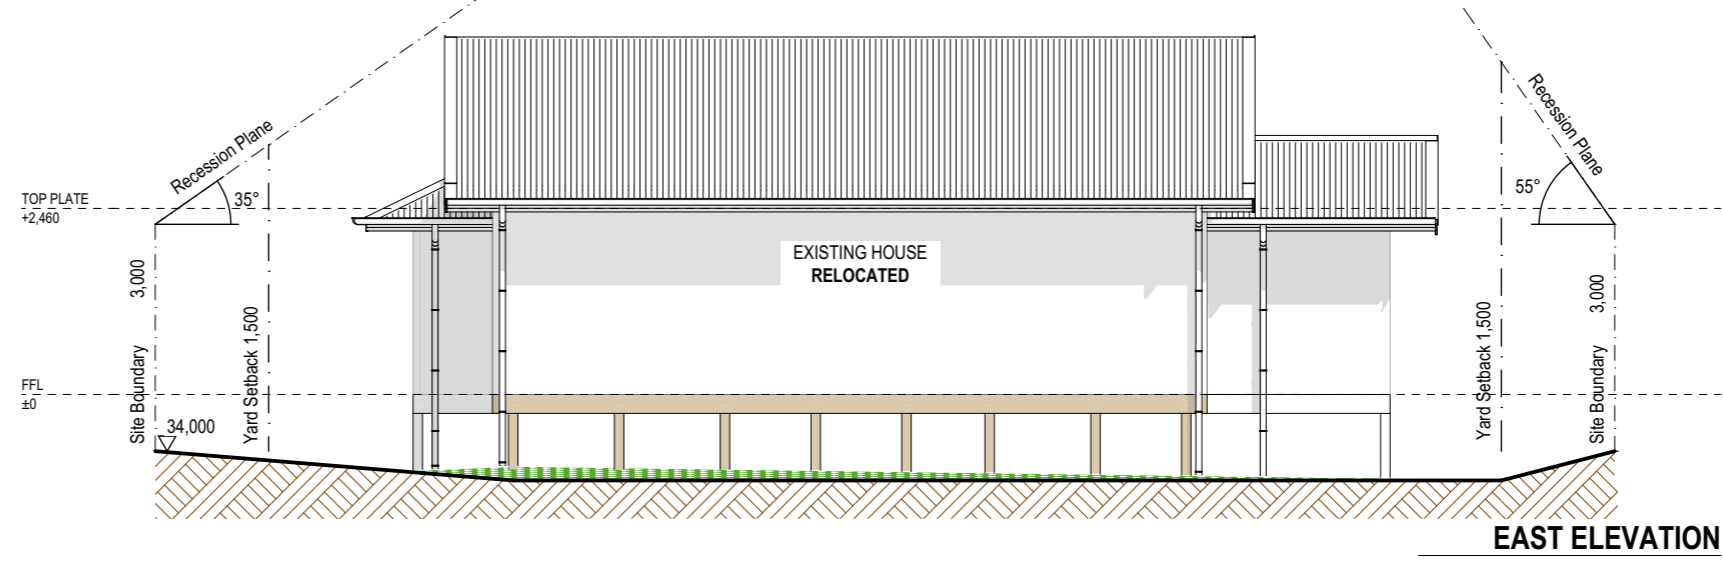 Recession Plane
35°
TOP PLATE
+2,460
3,000
Site Boundary
Yard Setback 1,500
FFL
±0
34,000
EXISTING HOUSE
RELOCATED
Recession Plane
55°
Yard Setback 1,500
3,000
Site Boundary
EAST ELEVATION